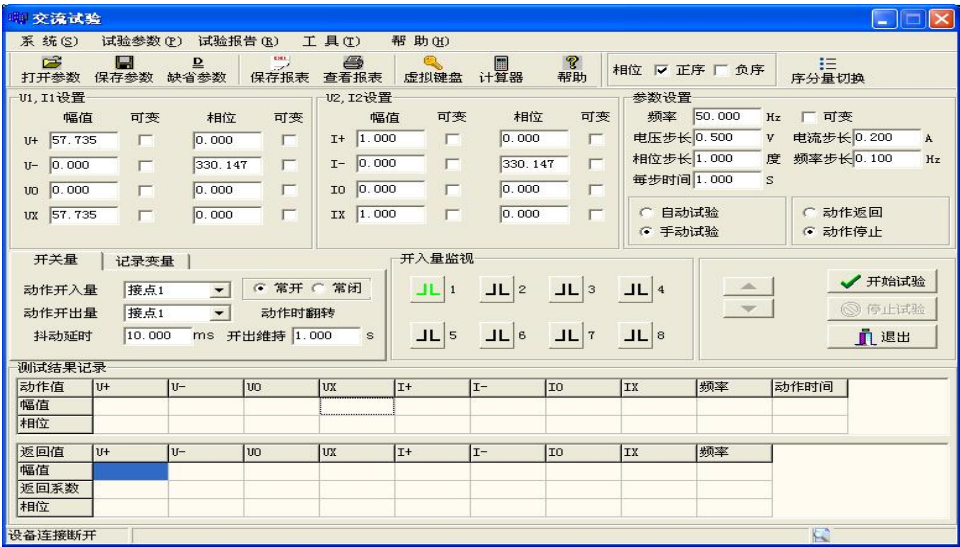 交流试验
系 统(S) 试验参数(P) 试验报告(R) 工 具(T) 帮 助(H)
打开参数 保存参数 缺省参数 保存报表 查看报表 虚拟键盘 计算器 帮助 相位 正序 负序 序分量切换
U1,I1设置
幅值 可变 相位 可变
U+ 57.735 0.000
U- 0.000 330.147
U0 0.000 0.000
UX 57.735 0.000
U2,I2设置
幅值 可变 相位 可变
I+ 1.000 0.000
I- 0.000 330.147
I0 0.000 0.000
IX 1.000 0.000
参数设置
频率 50.000 Hz 可变
电压步长 0.500 V 电流步长 0.200 A
相位步长 1.000 度 频率步长 0.100 Hz
每步时间 1.000 S
自动试验 动作返回
手动试验 动作停止
开关量 记录变量
动作开入量 接点1 常开 常闭
动作开出量 接点1 动作时翻转
抖动延时 10.000 ms 开出维持 1.000 s
开入量监视
1 2 3 4
5 6 7 8
开始试验
停止试验
退出
测试结果记录
动作值 U+ U- U0 UX I+ I- I0 IX 频率 动作时间
幅值
相位
返回值 U+ U- U0 UX I+ I- I0 IX 频率
幅值
返回系数
相位
设备连接断开